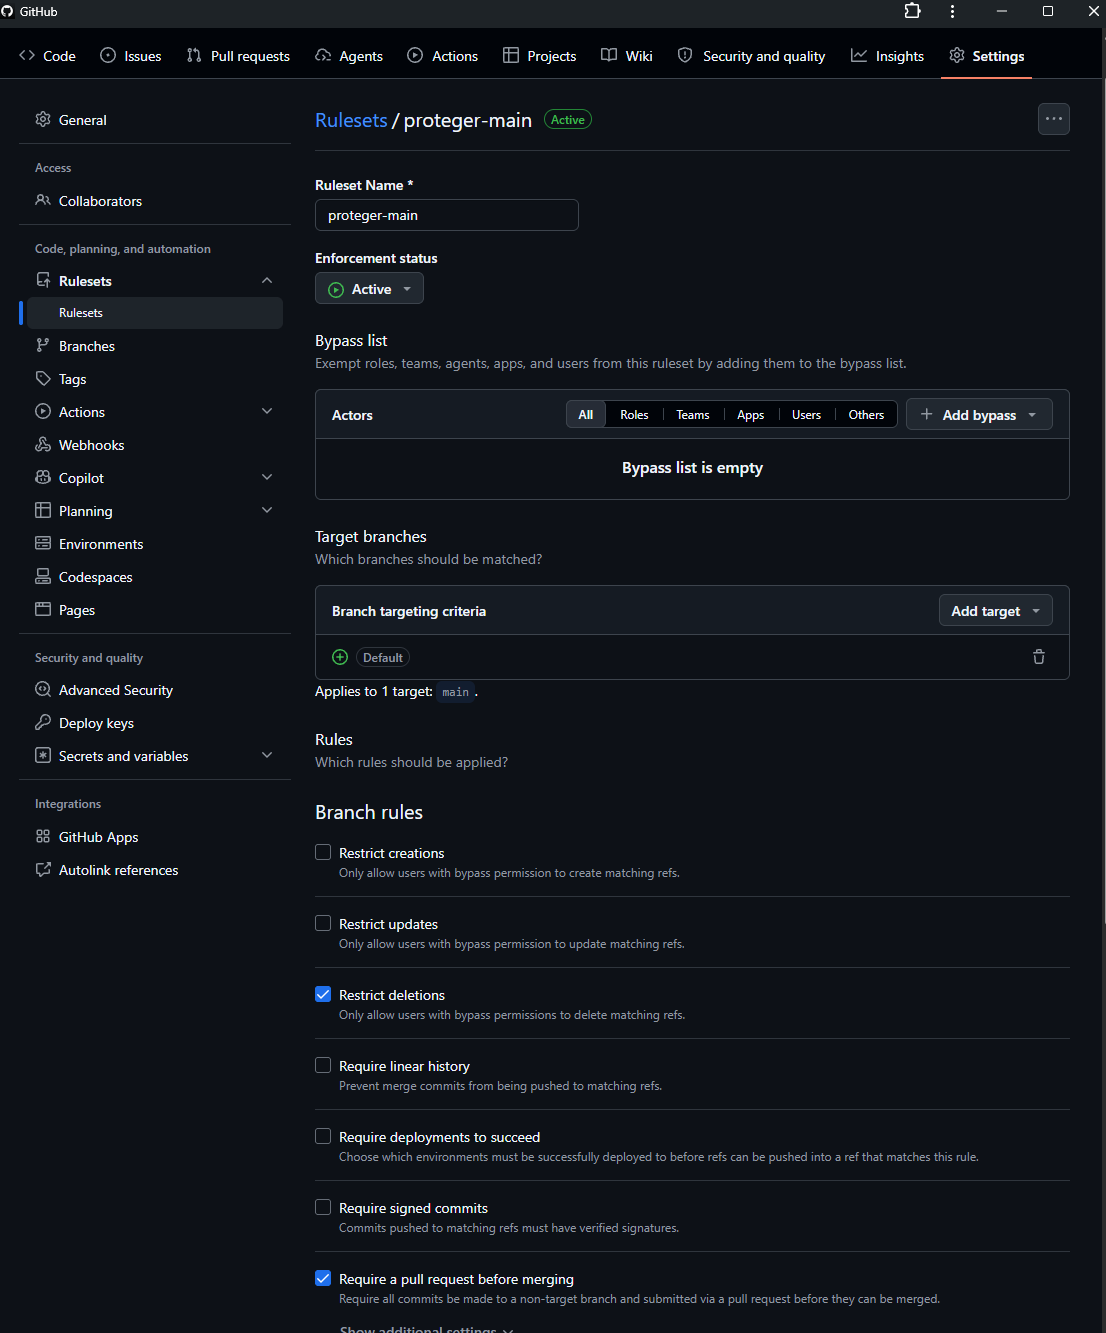 GitHub
Code Issues Pull requests Agents Actions Projects Wiki Security and quality Insights Settings
General
Access
Collaborators
Code, planning, and automation
Rulesets
Rulesets
Branches
Tags
Actions
Webhooks
Copilot
Planning
Environments
Codespaces
Pages
Security and quality
Advanced Security
Deploy keys
Secrets and variables
Integrations
GitHub Apps
Autolink references
Rulesets / proteger-main Active
Ruleset Name *
proteger-main
Enforcement status
Active
Bypass list
Exempt roles, teams, agents, apps, and users from this ruleset by adding them to the bypass list.
Actors All Roles Teams Apps Users Others Add bypass
Bypass list is empty
Target branches
Which branches should be matched?
Branch targeting criteria Add target
Default
Applies to 1 target: main .
Rules
Which rules should be applied?
Branch rules
Restrict creations
Only allow users with bypass permission to create matching refs.
Restrict updates
Only allow users with bypass permission to update matching refs.
Restrict deletions
Only allow users with bypass permissions to delete matching refs.
Require linear history
Prevent merge commits from being pushed to matching refs.
Require deployments to succeed
Choose which environments must be successfully deployed to before refs can be pushed into a ref that matches this rule.
Require signed commits
Commits pushed to matching refs must have verified signatures.
Require a pull request before merging
Require all commits be made to a non-target branch and submitted via a pull request before they can be merged.
Show additional settings